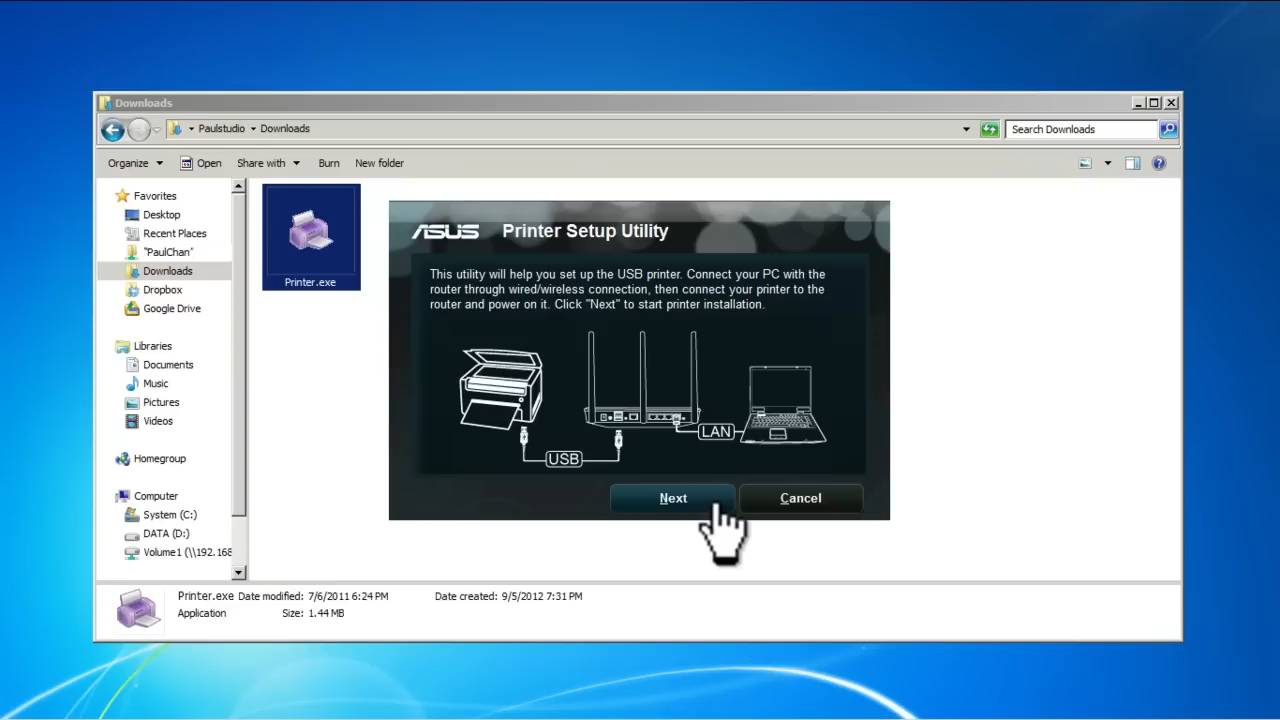 Downloads
Paulstudio Downloads
Search Downloads
Organize Open Share with Burn New folder
Favorites
Desktop
Recent Places
"PaulChan"
Downloads
Dropbox
Google Drive
Libraries
Documents
Music
Pictures
Videos
Homegroup
Computer
System (C:)
DATA (D:)
Volume1 (\\192.168
Printer.exe
ASUS Printer Setup Utility
This utility will help you set up the USB printer. Connect your PC with the
router through wired/wireless connection, then connect your printer to the
router and power on it. Click "Next" to start printer installation.
LAN
USB
Next Cancel
Printer.exe Date modified: 7/6/2011 6:24 PM Date created: 9/5/2012 7:31 PM
Application Size: 1.44 MB